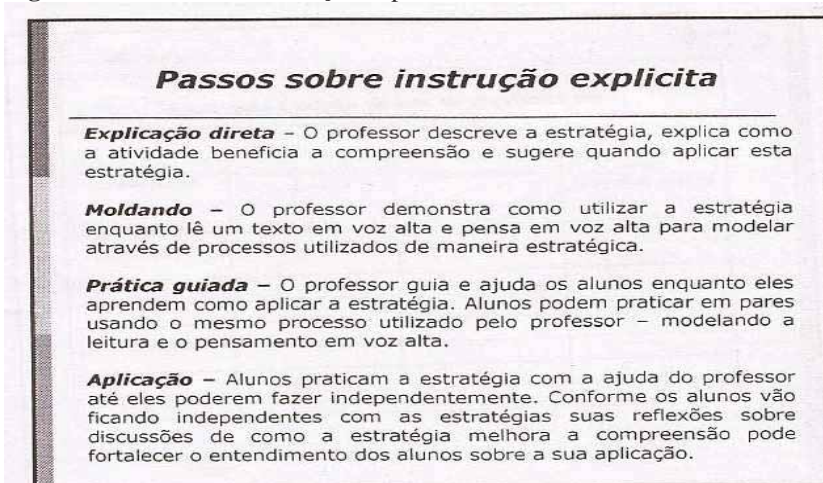 Passos sobre instrução explicita
Explicação direta – O professor descreve a estratégia, explica como
a atividade beneficia a compreensão e sugere quando aplicar esta
estratégia.
Moldando – O professor demonstra como utilizar a estratégia
enquanto lê um texto em voz alta e pensa em voz alta para modelar
através de processos utilizados de maneira estratégica.
Prática guiada – O professor guia e ajuda os alunos enquanto eles
aprendem como aplicar a estratégia. Alunos podem praticar em pares
usando o mesmo processo utilizado pelo professor – modelando a
leitura e o pensamento em voz alta.
Aplicação – Alunos praticam a estratégia com a ajuda do professor
até eles poderem fazer independentemente. Conforme os alunos vão
ficando independentes com as estratégias suas reflexões sobre
discussões de como a estratégia melhora a compreensão pode
fortalecer o entendimento dos alunos sobre a sua aplicação.